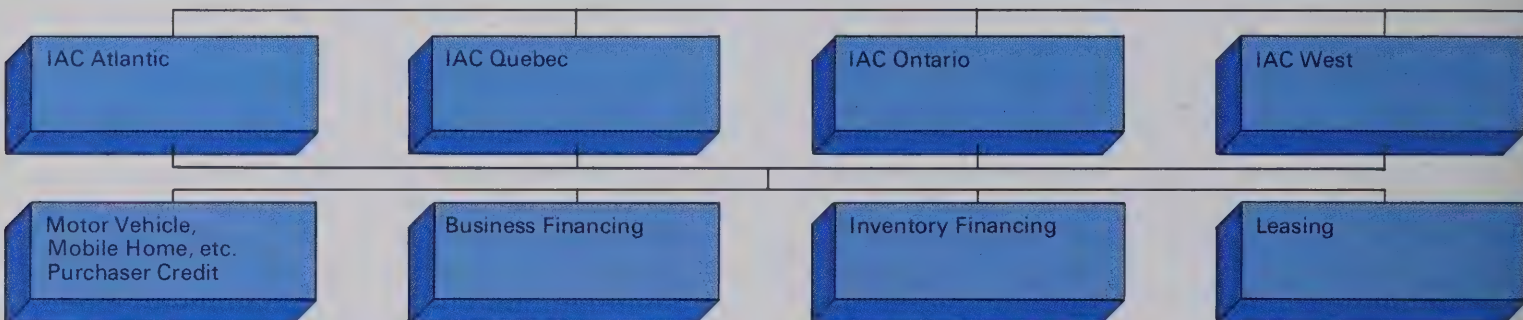 IAC Atlantic
IAC Quebec
IAC Ontario
IAC West
Motor Vehicle,
Mobile Home, etc.
Purchaser Credit
Business Financing
Inventory Financing
Leasing